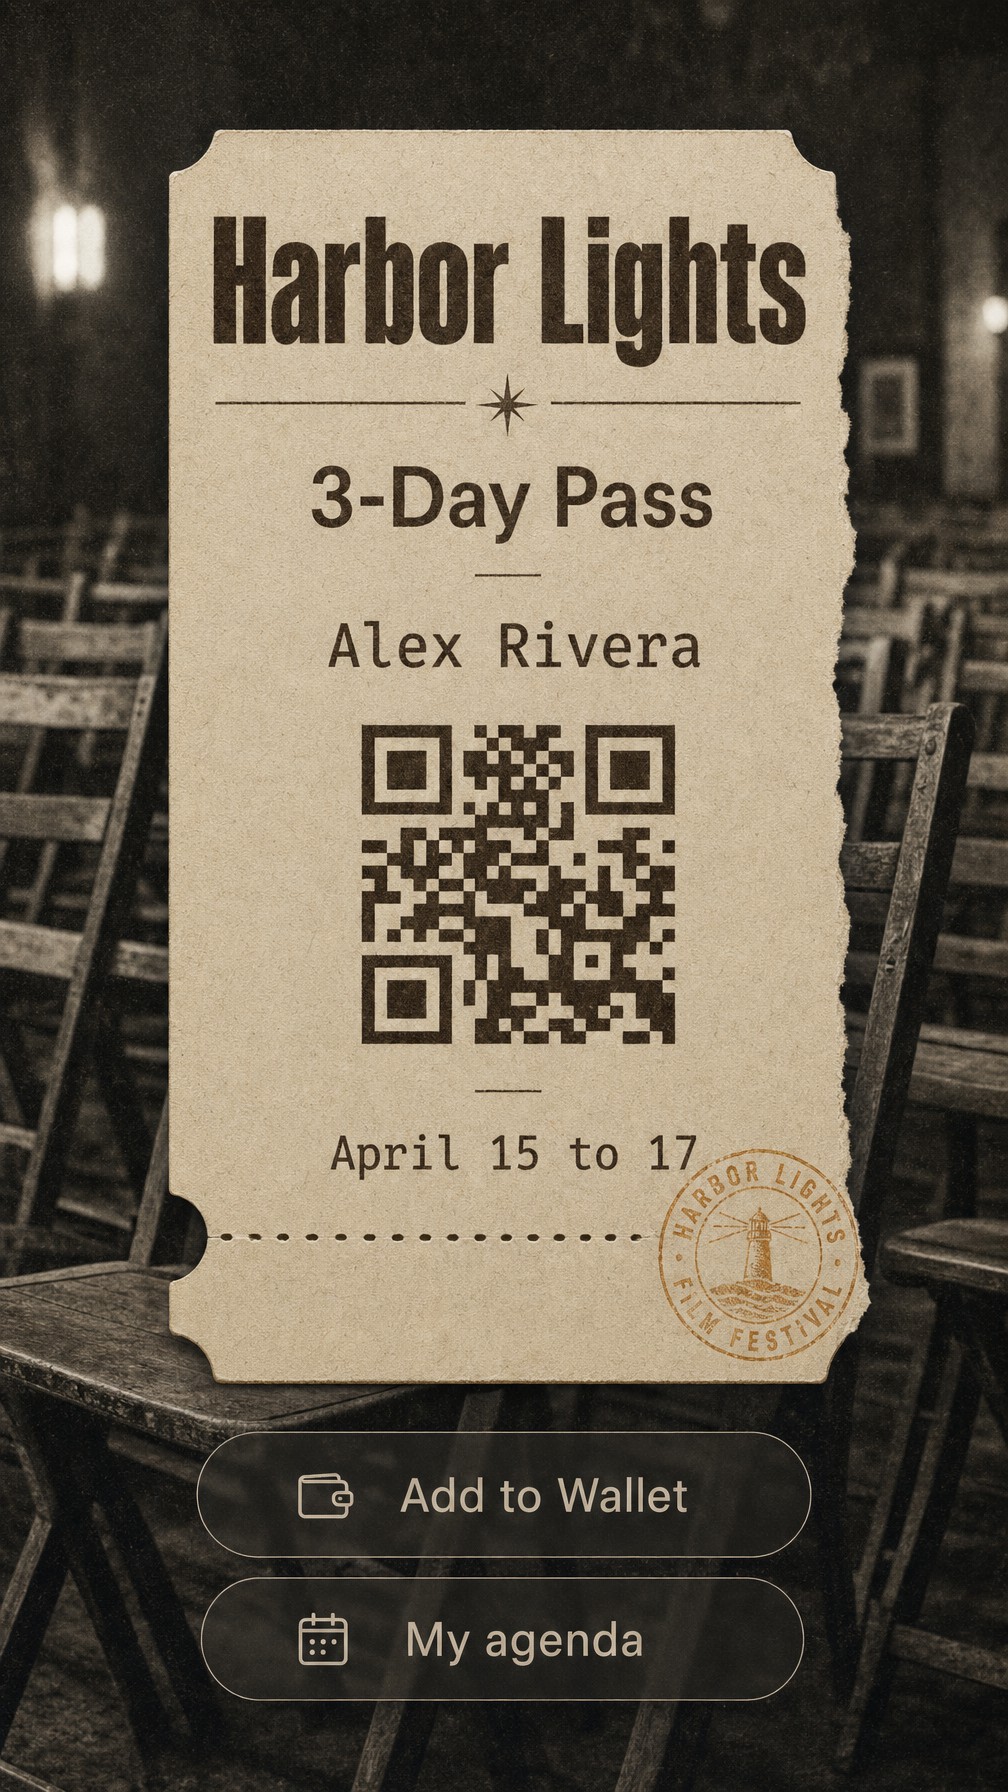 Harbor Lights
3-Day Pass
Alex Rivera
April 15 to 17
HARBOR LIGHTS
FILM FESTIVAL
Add to Wallet
My agenda